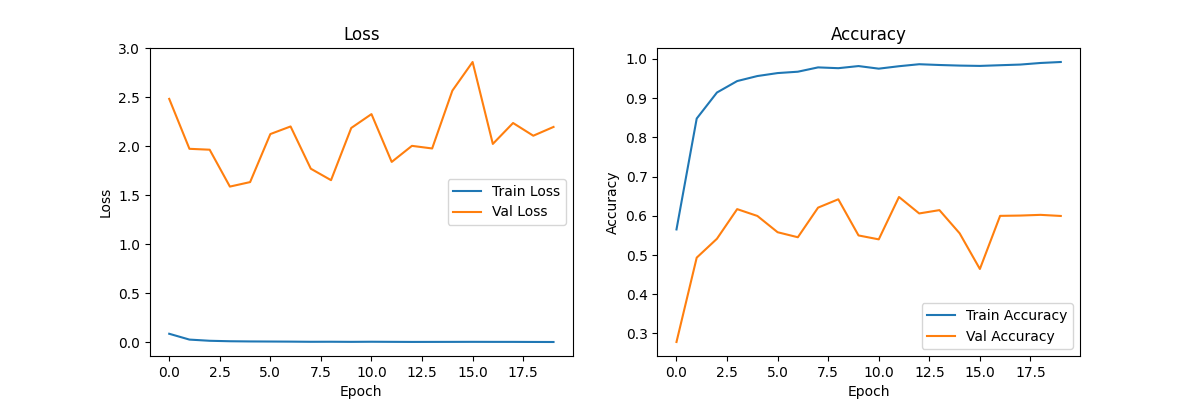 Loss
3.0
2.5
2.0
1.5
1.0
0.5
0.0
Loss
Train Loss
Val Loss
0.0 2.5 5.0 7.5 10.0 12.5 15.0 17.5
Epoch
Accuracy
1.0
0.9
0.8
0.7
0.6
0.5
0.4
0.3
Accuracy
Train Accuracy
Val Accuracy
0.0 2.5 5.0 7.5 10.0 12.5 15.0 17.5
Epoch